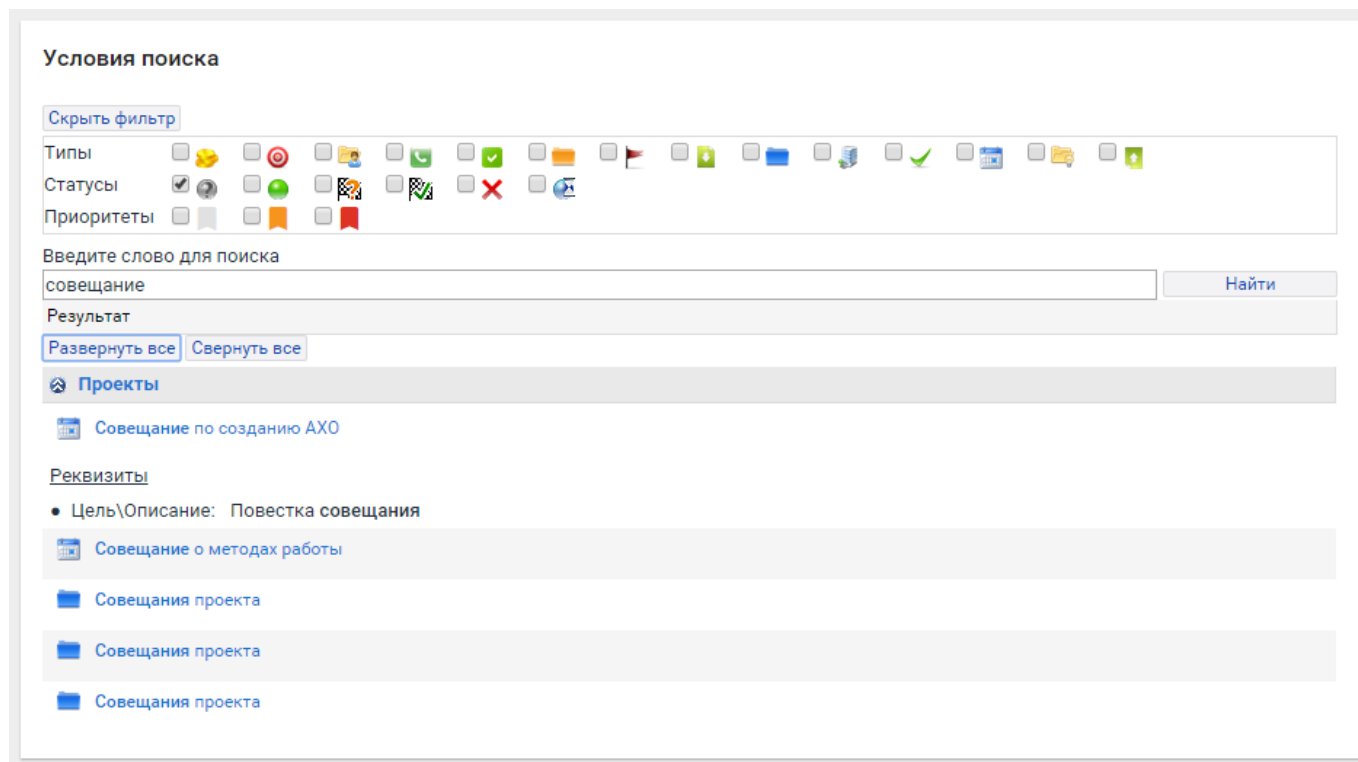 Условия поиска
Скрыть фильтр
Типы
Статусы
Приоритеты
Введите слово для поиска
совещание Найти
Результат
Развернуть все Свернуть все
Проекты
Совещание по созданию АХО
Реквизиты
• Цель\Описание: Повестка совещания
Совещание о методах работы
Совещания проекта
Совещания проекта
Совещания проекта